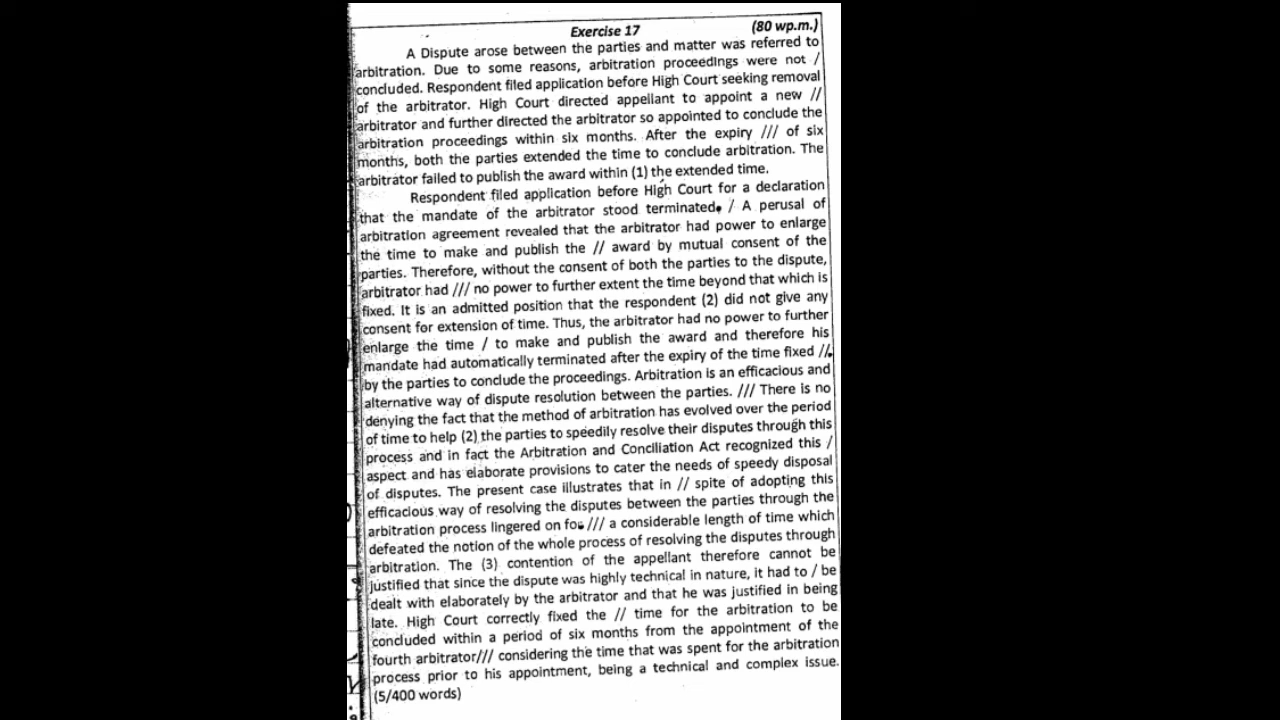 Exercise 17 (80 wp.m.)
A Dispute arose between the parties and matter was referred to
arbitration. Due to some reasons, arbitration proceedings were not /
concluded. Respondent filed application before High Court seeking removal
of the arbitrator. High Court directed appellant to appoint a new //
arbitrator and further directed the arbitrator so appointed to conclude the
arbitration proceedings within six months. After the expiry /// of six
months, both the parties extended the time to conclude arbitration. The
arbitrator failed to publish the award within (1) the extended time.
Respondent filed application before High Court for a declaration
that the mandate of the arbitrator stood terminated. / A perusal of
arbitration agreement revealed that the arbitrator had power to enlarge
the time to make and publish the // award by mutual consent of the
parties. Therefore, without the consent of both the parties to the dispute,
arbitrator had /// no power to further extent the time beyond that which is
fixed. It is an admitted position that the respondent (2) did not give any
consent for extension of time. Thus, the arbitrator had no power to further
enlarge the time / to make and publish the award and therefore his
mandate had automatically terminated after the expiry of the time fixed //
by the parties to conclude the proceedings. Arbitration is an efficacious and
alternative way of dispute resolution between the parties. /// There is no
denying the fact that the method of arbitration has evolved over the period
of time to help (2) the parties to speedily resolve their disputes through this
process and in fact the Arbitration and Conciliation Act recognized this /
aspect and has elaborate provisions to cater the needs of speedy disposal
of disputes. The present case illustrates that in // spite of adopting this
efficacious way of resolving the disputes between the parties through the
arbitration process lingered on for /// a considerable length of time which
defeated the notion of the whole process of resolving the disputes through
arbitration. The (3) contention of the appellant therefore cannot be
justified that since the dispute was highly technical in nature, it had to / be
dealt with elaborately by the arbitrator and that he was justified in being
late. High Court correctly fixed the // time for the arbitration to be
concluded within a period of six months from the appointment of the
fourth arbitrator/// considering the time that was spent for the arbitration
process prior to his appointment, being a technical and complex issue.
(5/400 words)